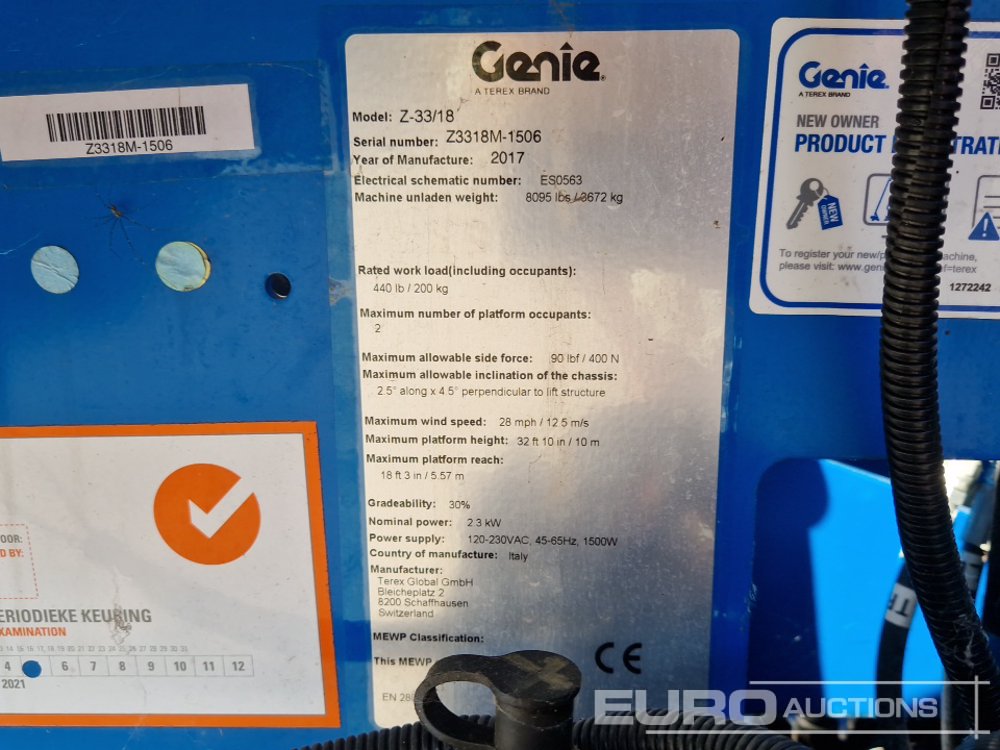 Z3318M-1506
Genie
A TEREX BRAND
Model: Z-33/18
Serial number: Z3318M-1506
Year of Manufacture: 2017
Electrical schematic number: ES0563
Machine unladen weight: 8095 lbs / 3672 kg
Rated work load(including occupants):
440 lb / 200 kg
Maximum number of platform occupants:
2
Maximum allowable side force: 90 lbf / 400 N
Maximum allowable inclination of the chassis:
2.5° along x 4.5° perpendicular to lift structure
Maximum wind speed: 28 mph / 12.5 m/s
Maximum platform height: 32 ft 10 in / 10 m
Maximum platform reach:
18 ft 3 in / 5.57 m
Gradeability: 30%
Nominal power: 2.3 kW
Power supply: 120-230VAC, 45-65Hz, 1500W
Country of manufacture: Italy
Manufacturer:
Terex Global GmbH
Bleicheplatz 2
8200 Schaffhausen
Switzerland
MEWP Classification:
This MEWP
EN 28
CE
Genie
A TEREX BRAND
NEW OWNER
PRODUCT
NEW OWNER
To register your new/
please visit: www.
1272242
OOR:
D BY:
ERIODIEKE KEURING
XAMINATION
4 6 7 8 9 10 11 12
2021
EURO AUCTIONS